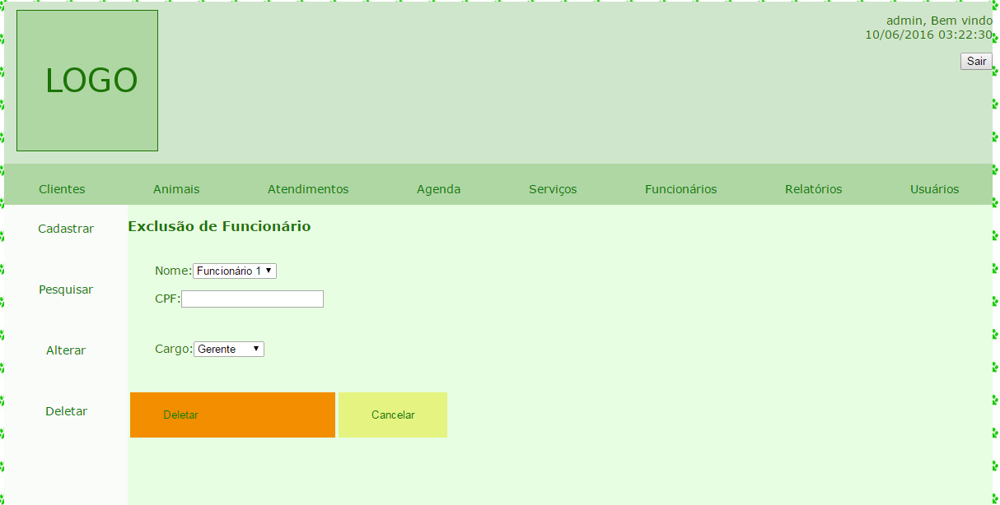 LOGO
admin, Bem vindo
10/06/2016 03:22:30
Sair
Clientes Animais Atendimentos Agenda Serviços Funcionários Relatórios Usuários
Cadastrar
Pesquisar
Alterar
Deletar
Exclusão de Funcionário
Nome: Funcionário 1
CPF:
Cargo: Gerente
Deletar Cancelar